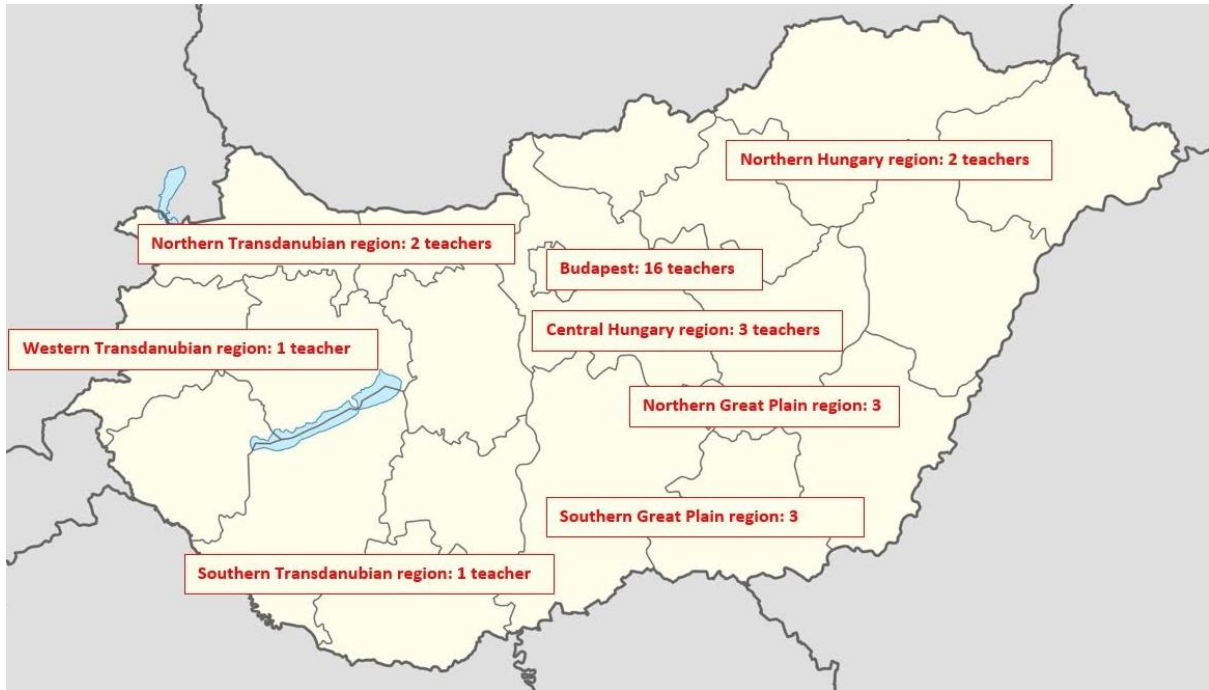 Northern Hungary region: 2 teachers
Northern Transdanubian region: 2 teachers
Budapest: 16 teachers
Central Hungary region: 3 teachers
Western Transdanubian region: 1 teacher
Northern Great Plain region: 3
Southern Great Plain region: 3
Southern Transdanubian region: 1 teacher